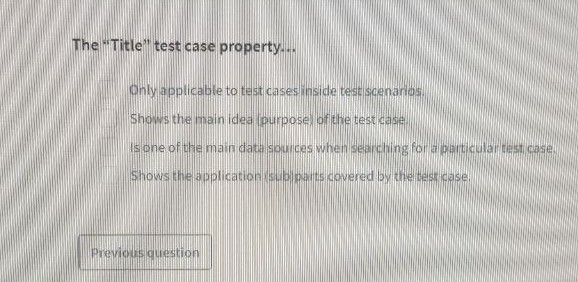 The "Title" test case property...
Only applicable to test cases inside test scenarios.
Shows the main idea (purpose) of the test case.
Is one of the main data sources when searching for a particular test case.
Shows the application (sub)parts covered by the test case.
Previous question